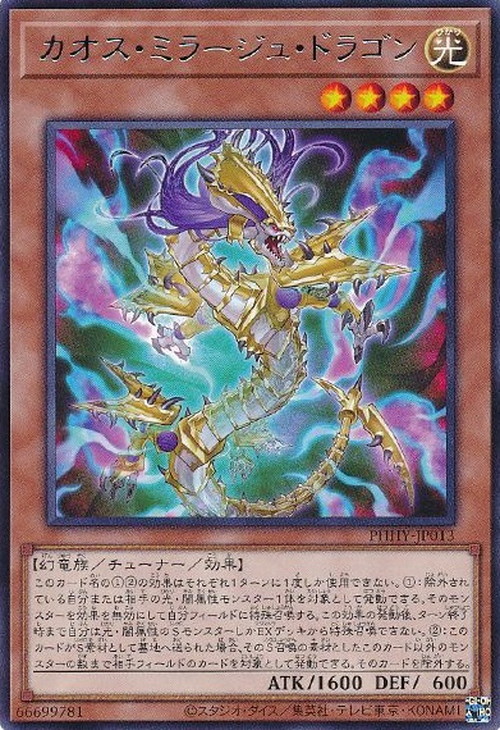 カオス・ミラージュ・ドラゴン
光
PHHY-JP013
【幻竜族／チューナー／効果】
このカード名の①②の効果はそれぞれ1ターンに1度しか使用できない。①：除外され
ている自分または相手の光・闇属性モンスター1体を対象として発動できる。そのモン
スターを効果を無効にして自分フィールドに特殊召喚する。この効果の発動後、ターン終了
時まで自分は光・闇属性のSモンスターしかEXデッキから特殊召喚できない。②：この
カードがS素材として墓地へ送られた場合、そのS召喚の素材としたこのカード以外のモ
ンスターの数まで相手フィールドのカードを対象として発動できる。そのカードを除外する。
ATK/1600 DEF/ 600
66699781
©スタジオ・ダイス／集英社・テレビ東京・KONAMI